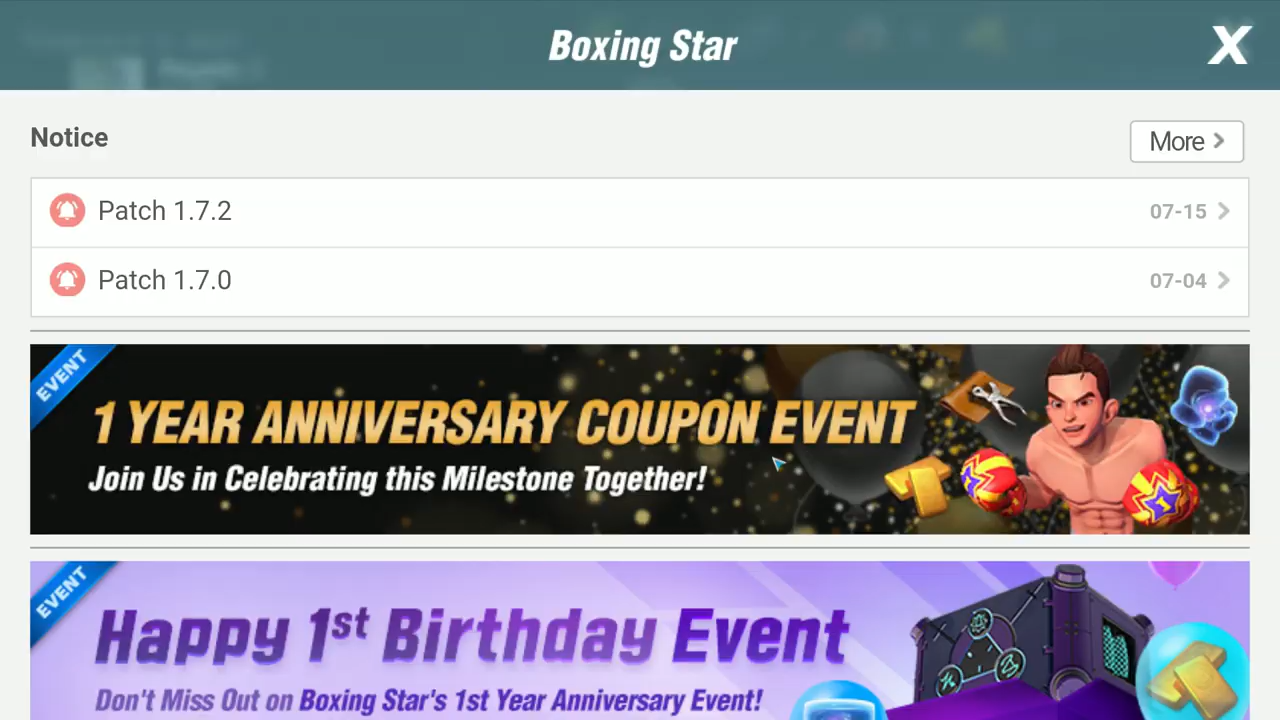 Boxing Star
X
Notice
More
Patch 1.7.2
07-15
Patch 1.7.0
07-04
EVENT
1 YEAR ANNIVERSARY COUPON EVENT
Join Us in Celebrating this Milestone Together!
EVENT
Happy 1st Birthday Event
Don't Miss Out on Boxing Star's 1st Year Anniversary Event!